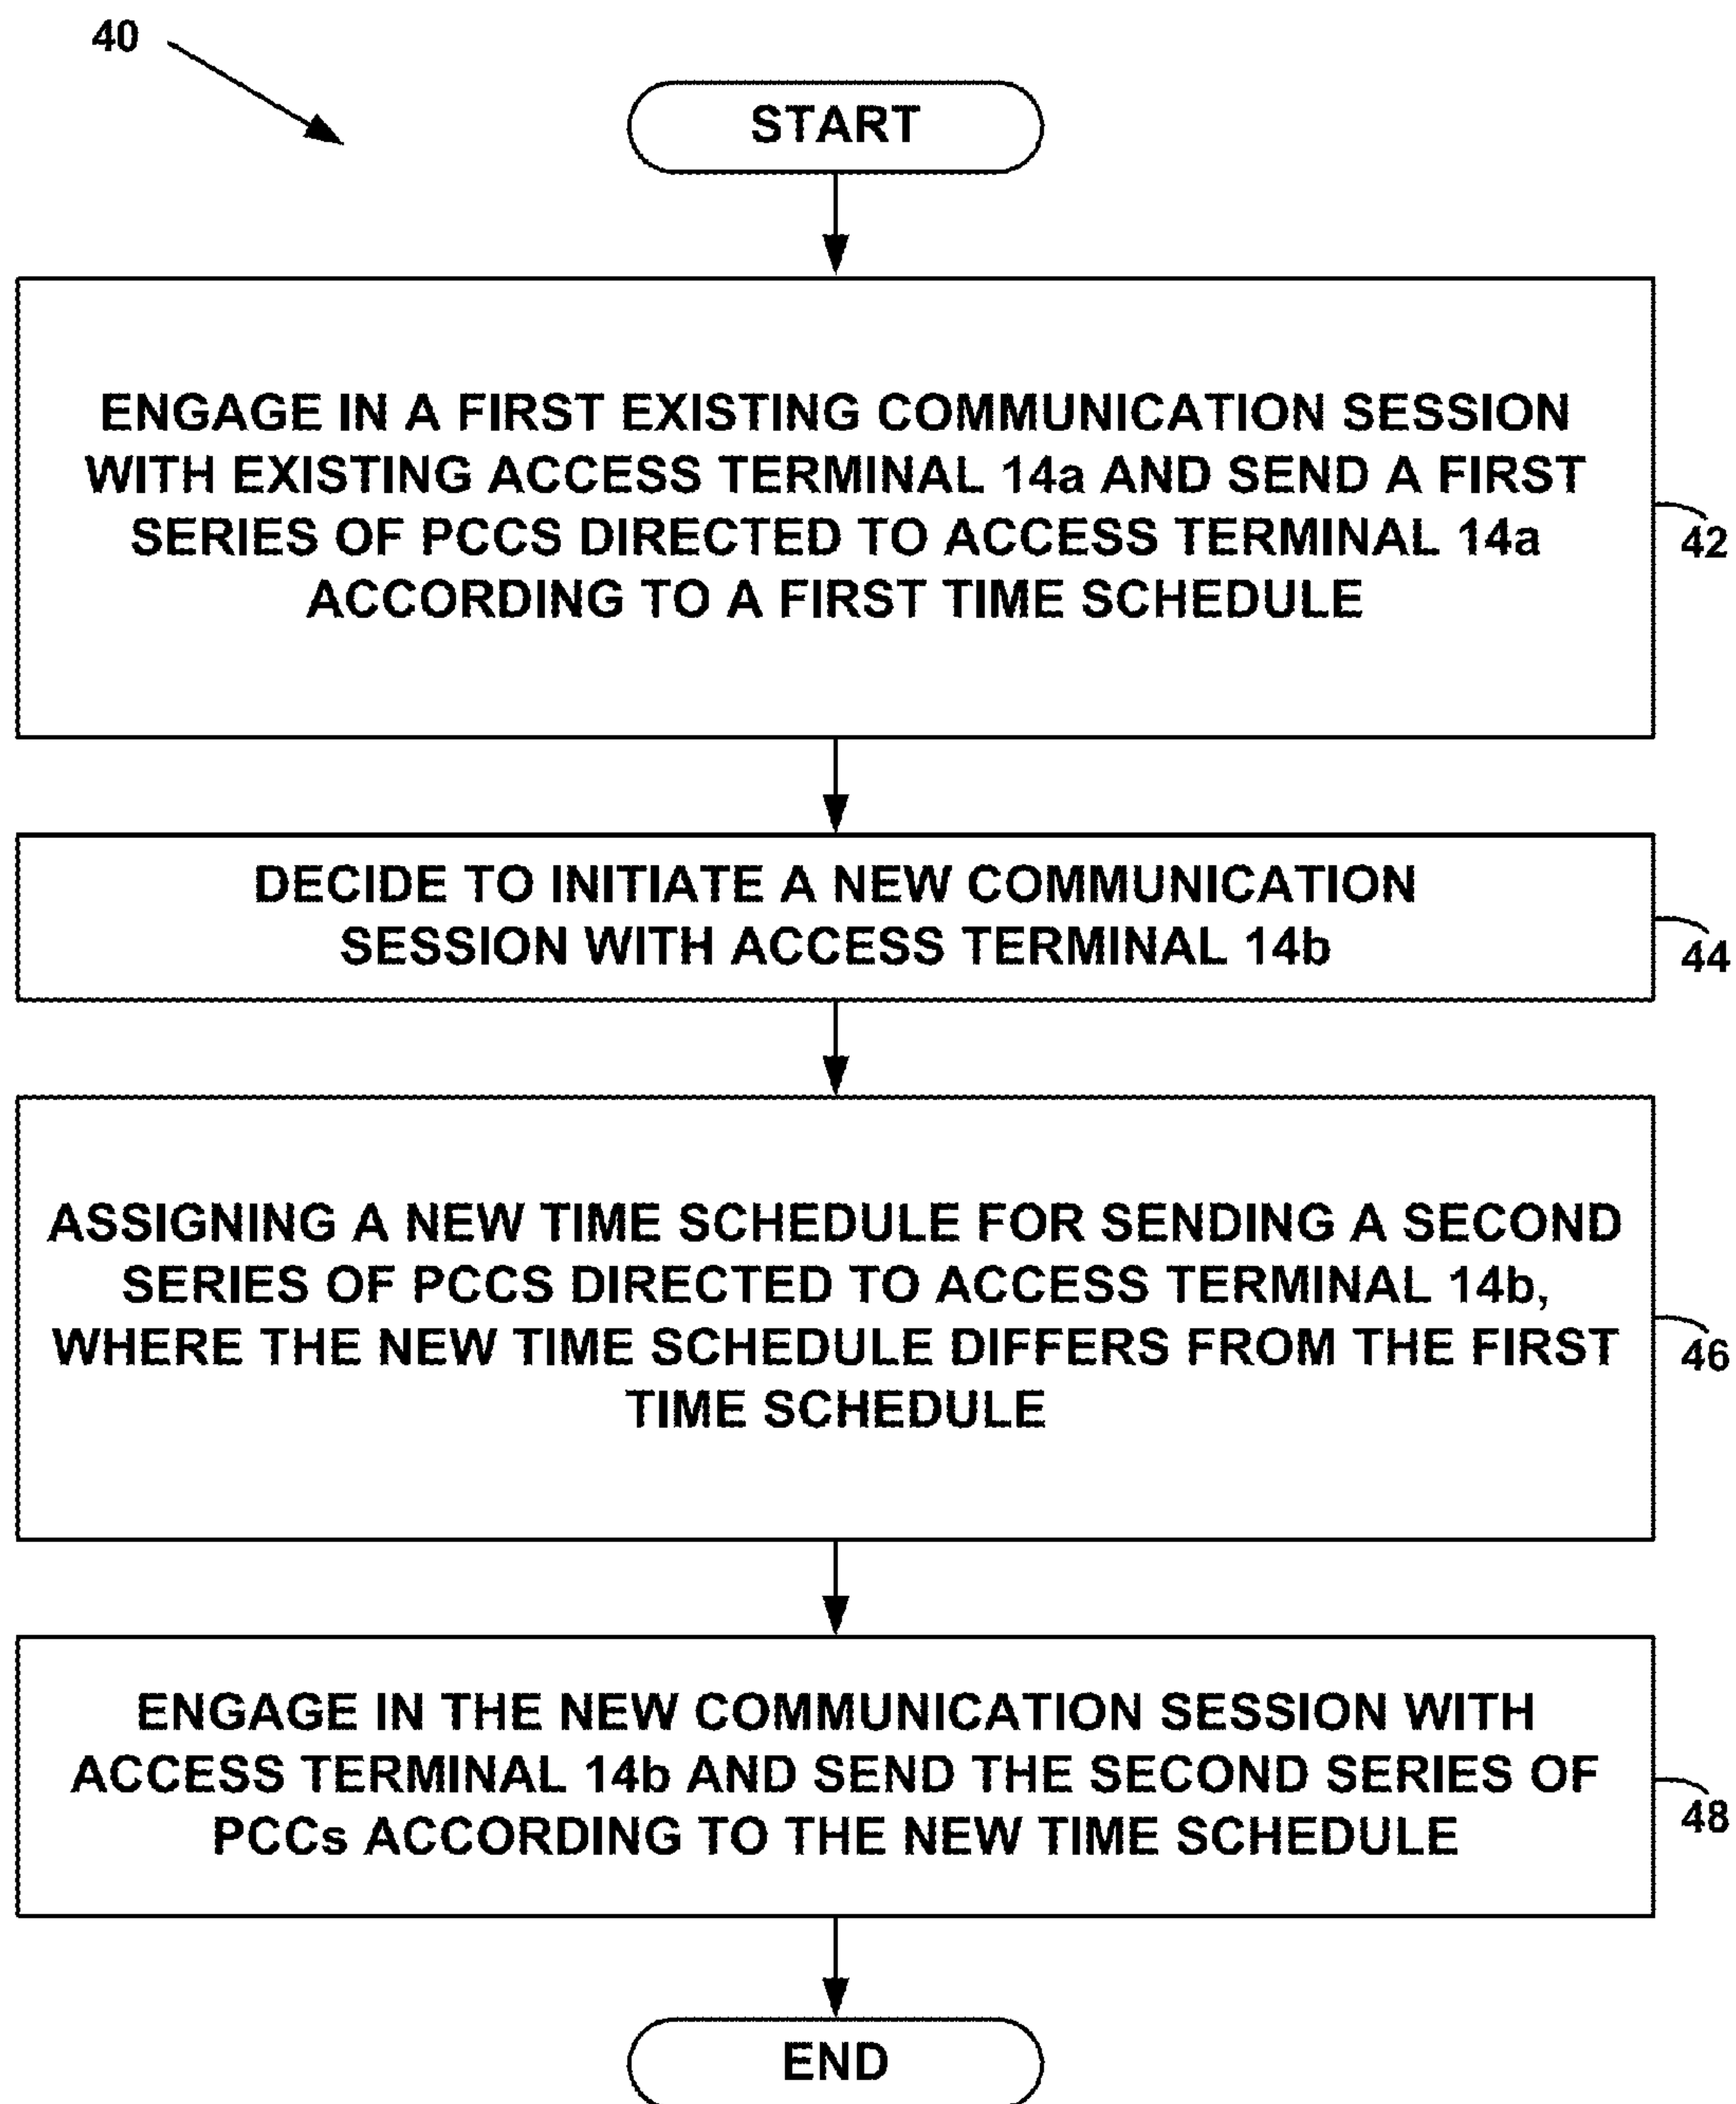 40
START
ENGAGE IN A FIRST EXISTING COMMUNICATION SESSION
WITH EXISTING ACCESS TERMINAL 14a AND SEND A FIRST
SERIES OF PCCS DIRECTED TO ACCESS TERMINAL 14a
ACCORDING TO A FIRST TIME SCHEDULE
42
DECIDE TO INITIATE A NEW COMMUNICATION
SESSION WITH ACCESS TERMINAL 14b
44
ASSIGNING A NEW TIME SCHEDULE FOR SENDING A SECOND
SERIES OF PCCS DIRECTED TO ACCESS TERMINAL 14b,
WHERE THE NEW TIME SCHEDULE DIFFERS FROM THE FIRST
TIME SCHEDULE
46
ENGAGE IN THE NEW COMMUNICATION SESSION WITH
ACCESS TERMINAL 14b AND SEND THE SECOND SERIES OF
PCCs ACCORDING TO THE NEW TIME SCHEDULE
48
END